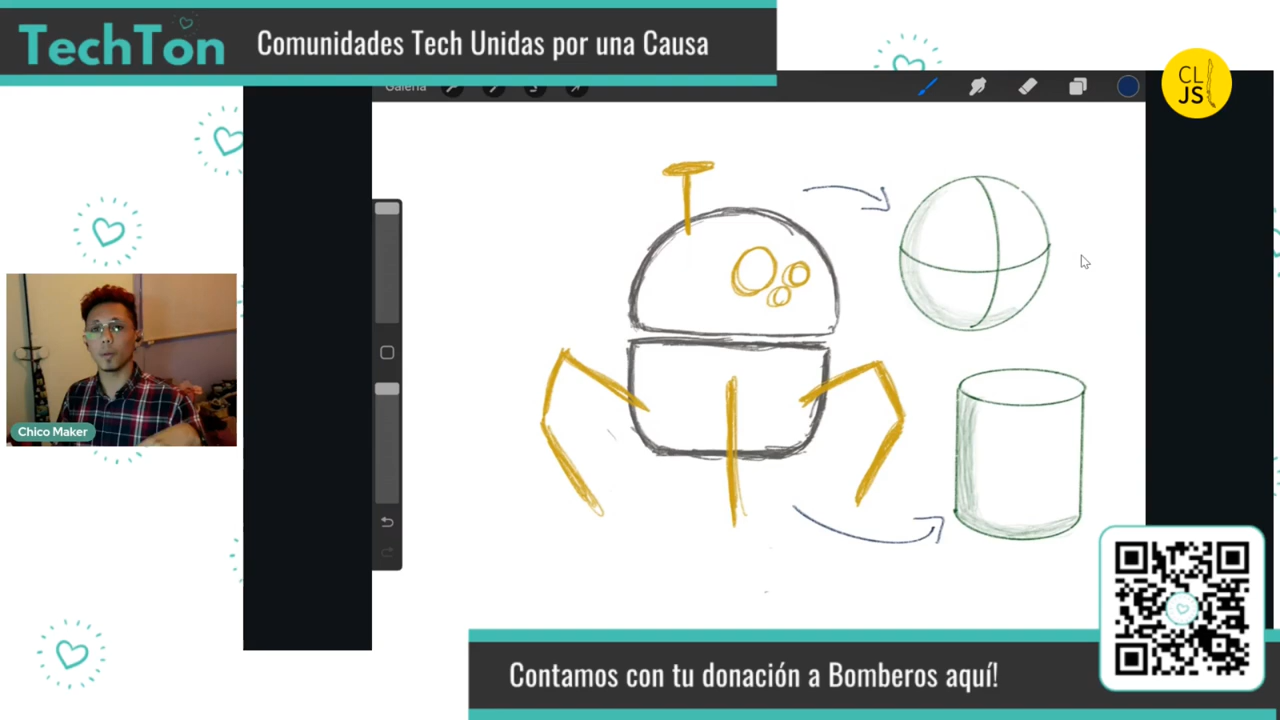 TechTon
Comunidades Tech Unidas por una Causa
Galería
CL
JS
Chico Maker
Contamos con tu donación a Bomberos aquí!